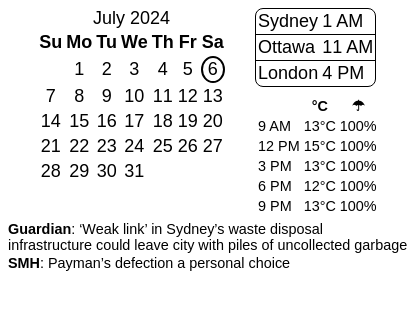 July 2024
Su Mo Tu We Th Fr Sa
1 2 3 4 5 6
7 8 9 10 11 12 13
14 15 16 17 18 19 20
21 22 23 24 25 26 27
28 29 30 31
Sydney 1 AM
Ottawa 11 AM
London 4 PM
°C ☂
9 AM 13°C 100%
12 PM 15°C 100%
3 PM 13°C 100%
6 PM 12°C 100%
9 PM 13°C 100%
Guardian: ‘Weak link’ in Sydney’s waste disposal
infrastructure could leave city with piles of uncollected garbage
SMH: Payman’s defection a personal choice